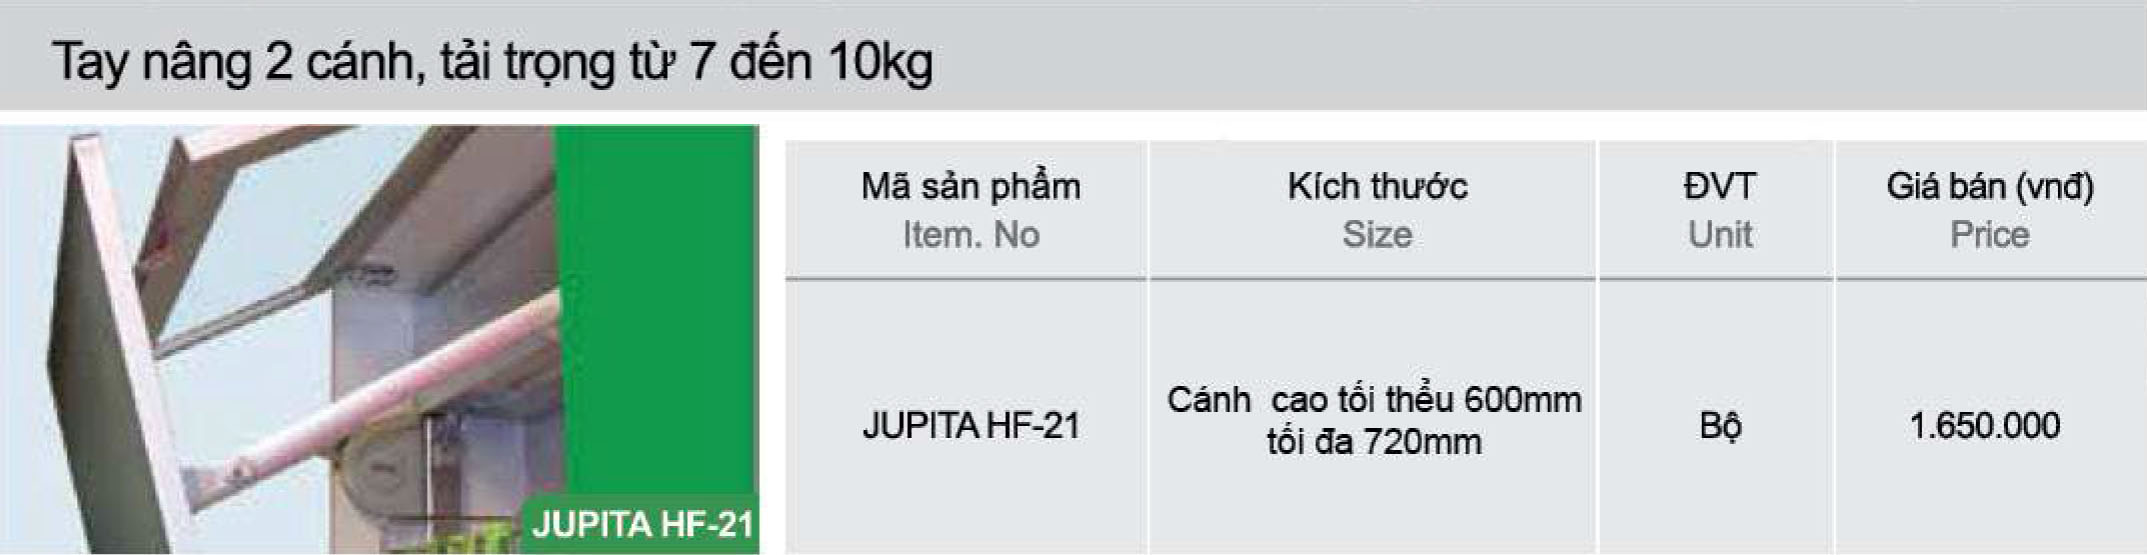 Tay nâng 2 cánh, tải trọng từ 7 đến 10kg
Mã sản phẩm
Item. No
Kích thước
Size
ĐVT
Unit
Giá bán (vnđ)
Price
JUPITA HF-21
Cánh cao tối thểu 600mm
tối đa 720mm
Bộ
1.650.000
JUPITA HF-21